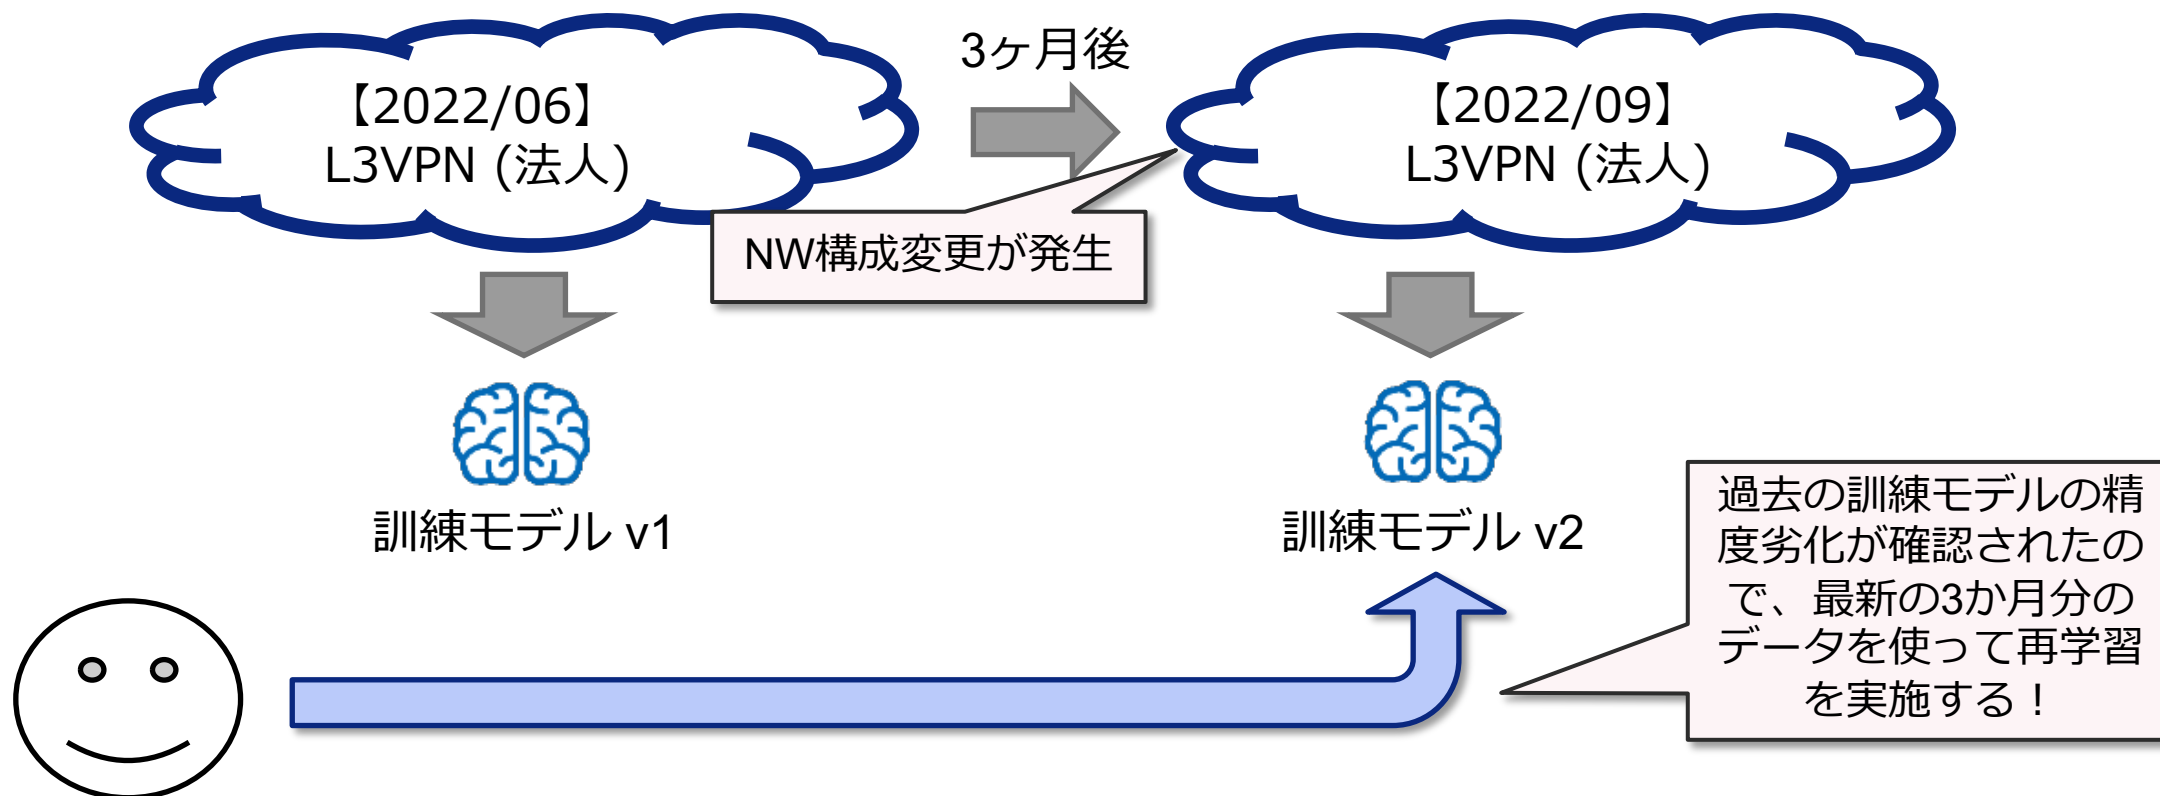 【2022/06】
L3VPN (法人)
3ヶ月後
【2022/09】
L3VPN (法人)
NW構成変更が発生
訓練モデル v1
訓練モデル v2
過去の訓練モデルの精
度劣化が確認されたの
で、最新の3か月分の
データを使って再学習
を実施する！